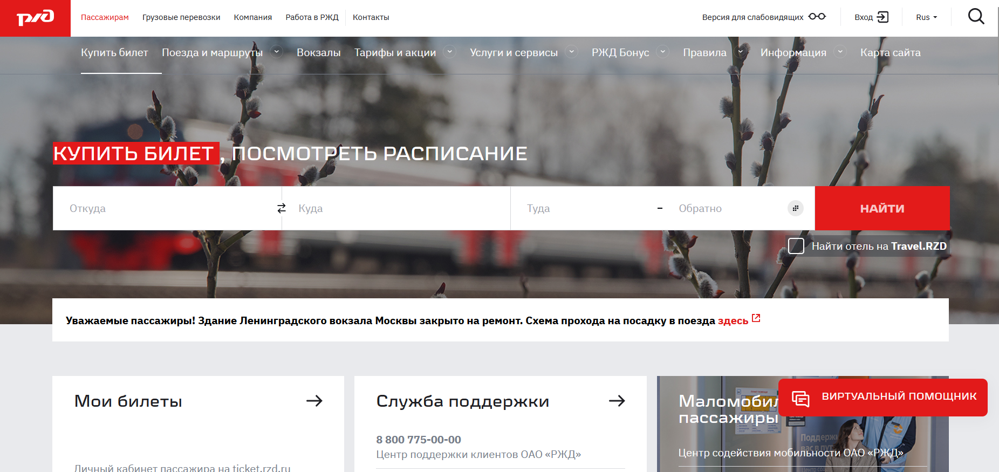 ржд
Пассажирам Грузовые перевозки Компания Работа в РЖД Контакты Версия для слабовидящих Вход Rus
Купить билет Поезда и маршруты Вокзалы Тарифы и акции Услуги и сервисы РЖД Бонус Правила Информация Карта сайта
КУПИТЬ БИЛЕТ , ПОСМОТРЕТЬ РАСПИСАНИЕ
Откуда Куда Туда – Обратно НАЙТИ
Найти отель на Travel.RZD
Уважаемые пассажиры! Здание Ленинградского вокзала Москвы закрыто на ремонт. Схема прохода на посадку в поезда здесь
Мои билеты
Личный кабинет пассажира на ticket.rzd.ru
Служба поддержки
8 800 775-00-00
Центр поддержки клиентов ОАО «РЖД»
пассажиры
Центр содействия мобильности ОАО «РЖД»
ВИРТУАЛЬНЫЙ ПОМОЩНИК